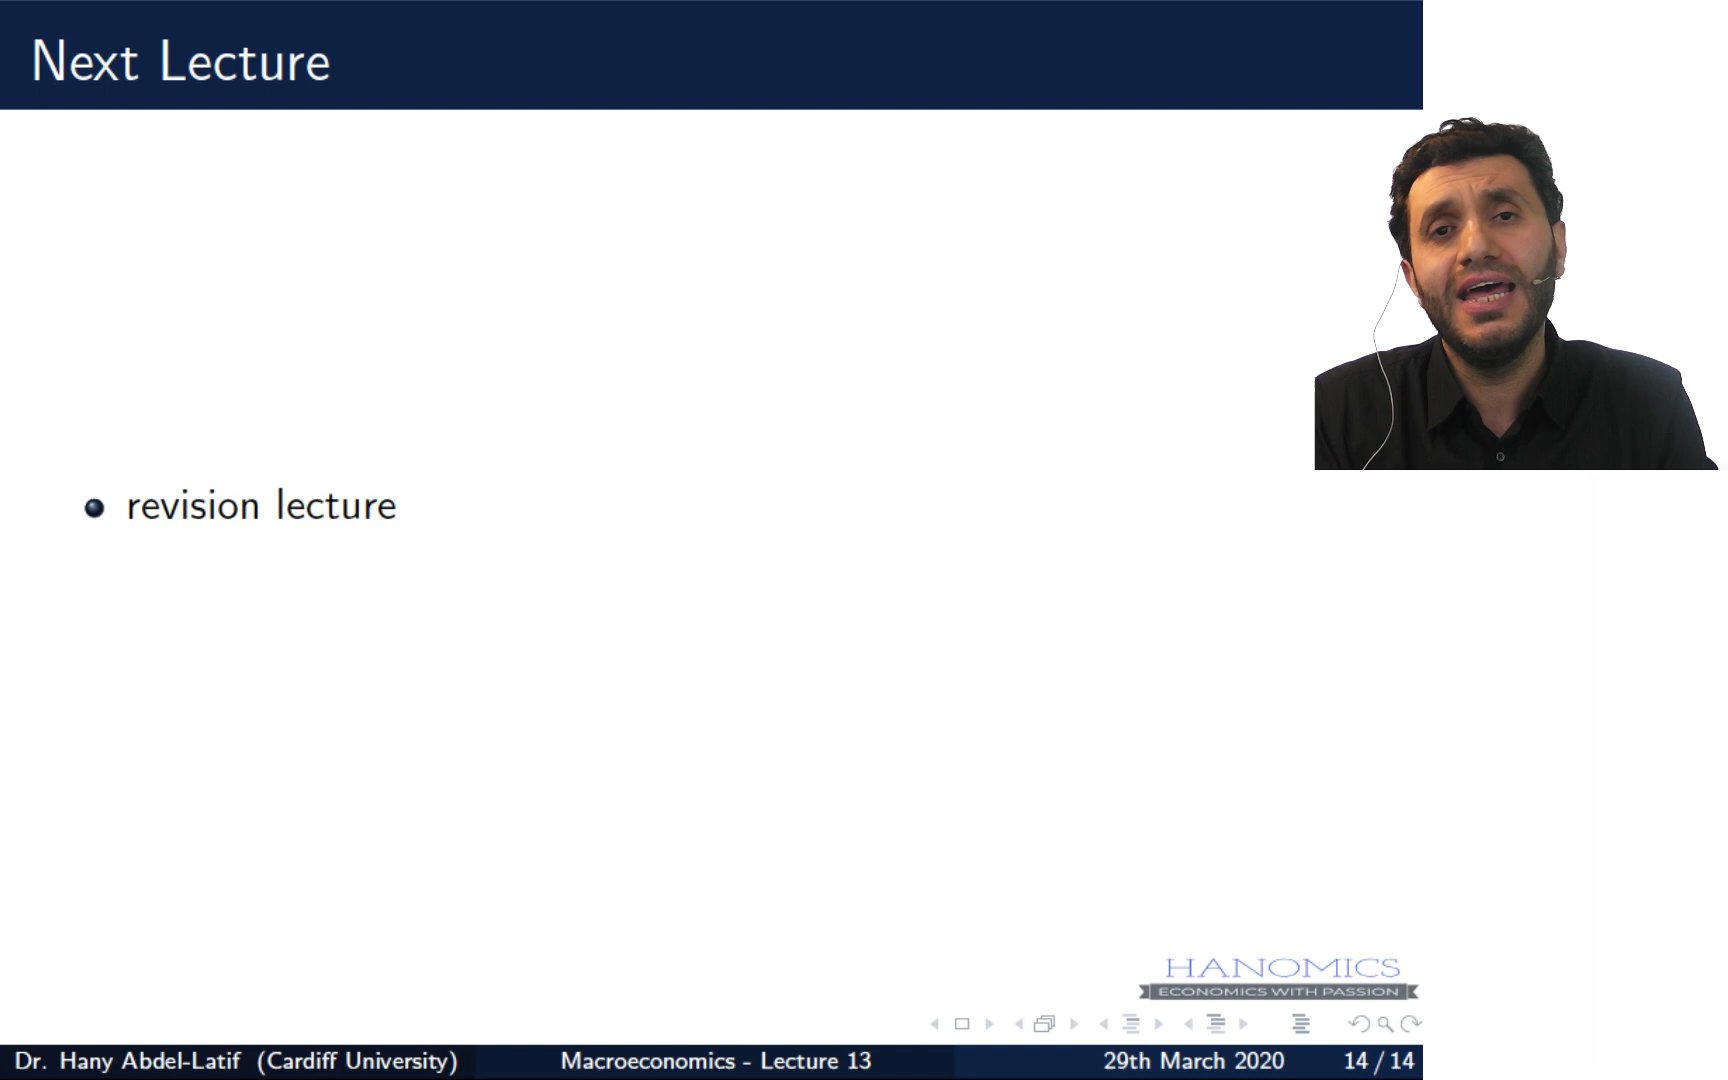 Next Lecture
revision lecture
HANOMICS
ECONOMICS WITH PASSION
Dr. Hany Abdel-Latif (Cardiff University) Macroeconomics - Lecture 13 29th March 2020 14 / 14